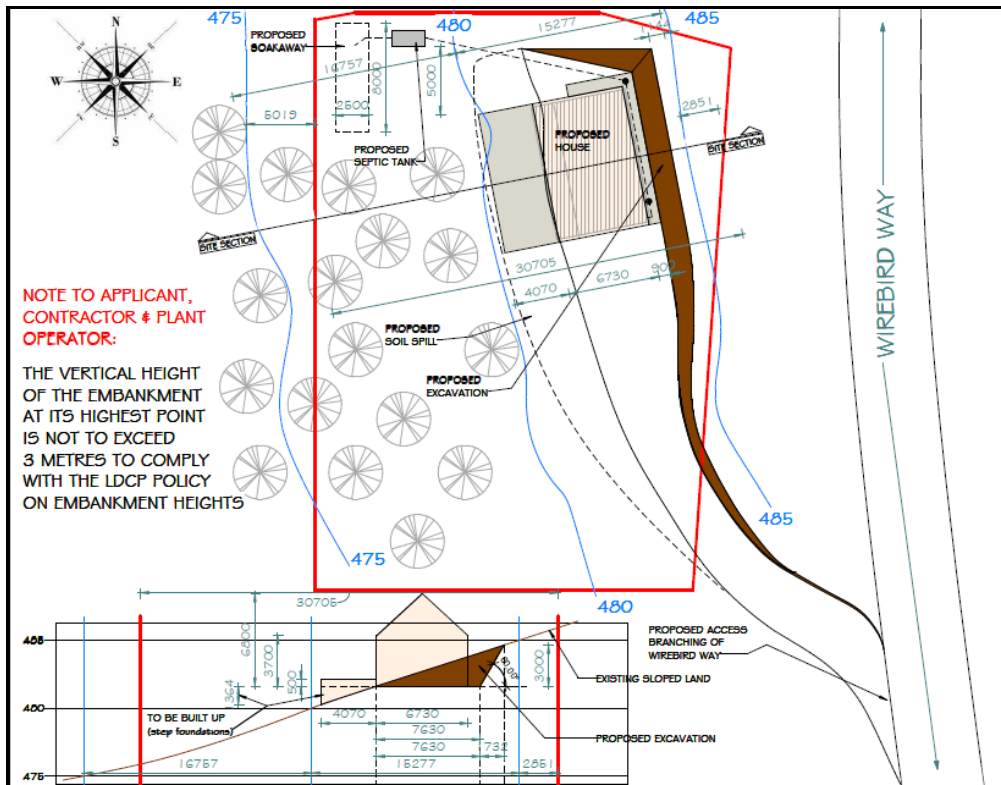 475
480
485
N
W
E
S
PROPOSED
SOAKAWAY
15277
1144
16757
8000
5000
2851
5019
2500
PROPOSED
SEPTIC TANK
PROPOSED
HOUSE
SITE SECTION
SITE SECTION
30705
900
6730
4070
WIREBIRD WAY
NOTE TO APPLICANT,
CONTRACTOR & PLANT
OPERATOR:
PROPOSED
SOIL SPILL
PROPOSED
EXCAVATION
THE VERTICAL HEIGHT
OF THE EMBANKMENT
AT ITS HIGHEST POINT
IS NOT TO EXCEED
3 METRES TO COMPLY
WITH THE LDCP POLICY
ON EMBANKMENT HEIGHTS
485
475
480
30705
6800
3700
500
1364
3000
485
480
475
PROPOSED ACCESS
BRANCHING OF
WIREBIRD WAY
EXISTING SLOPED LAND
TO BE BUILT UP
(step foundations)
4070
6730
7630
7630
732
PROPOSED EXCAVATION
16757
15277
2851